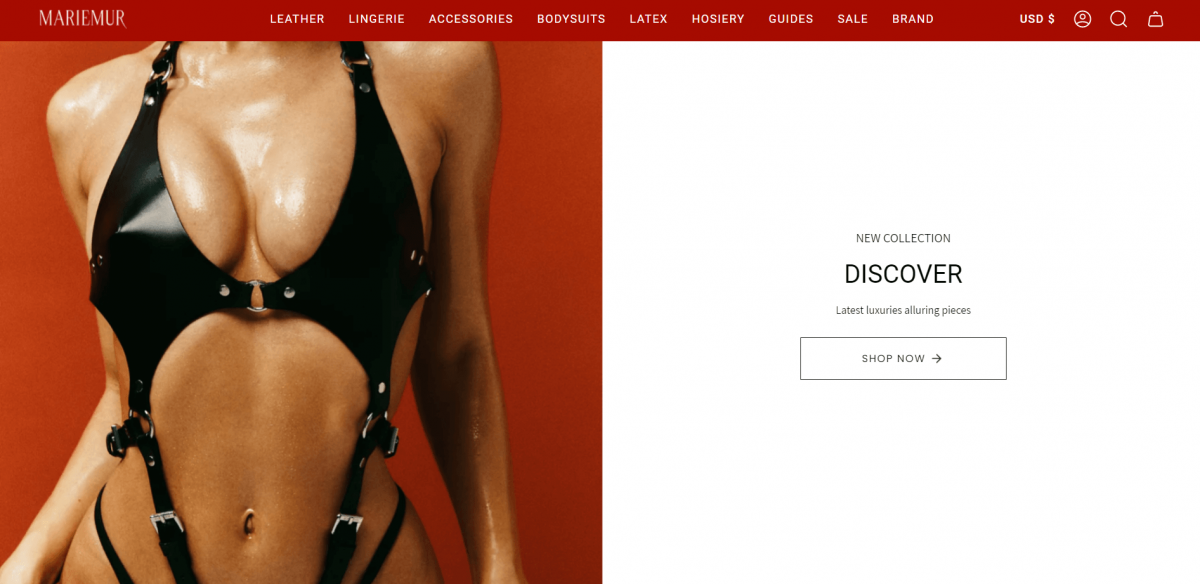 MARIEMUR
LEATHER LINGERIE ACCESSORIES BODYSUITS LATEX HOSIERY GUIDES SALE BRAND
USD $
NEW COLLECTION
DISCOVER
Latest luxuries alluring pieces
SHOP NOW →